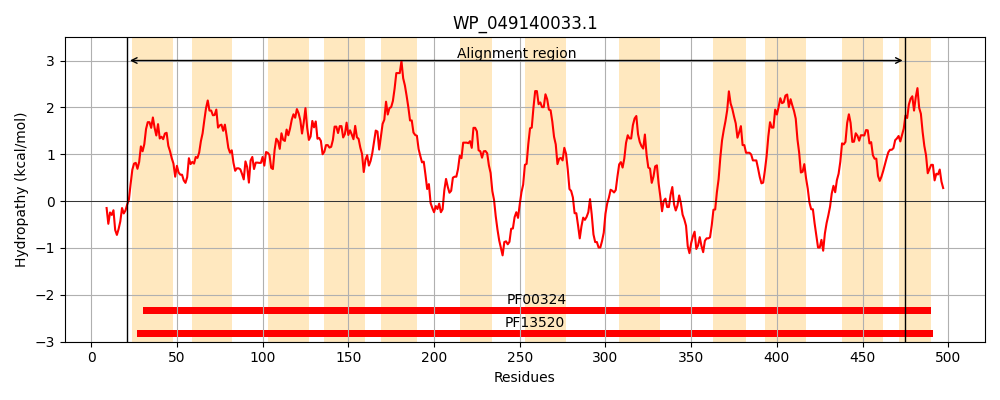 WP_049140033.1
Alignment region
3
2
1
0
−1
−2
−3
Hydropathy (kcal/mol)
PF00324
PF13520
0 50 100 150 200 250 300 350 400 450 500
Residues